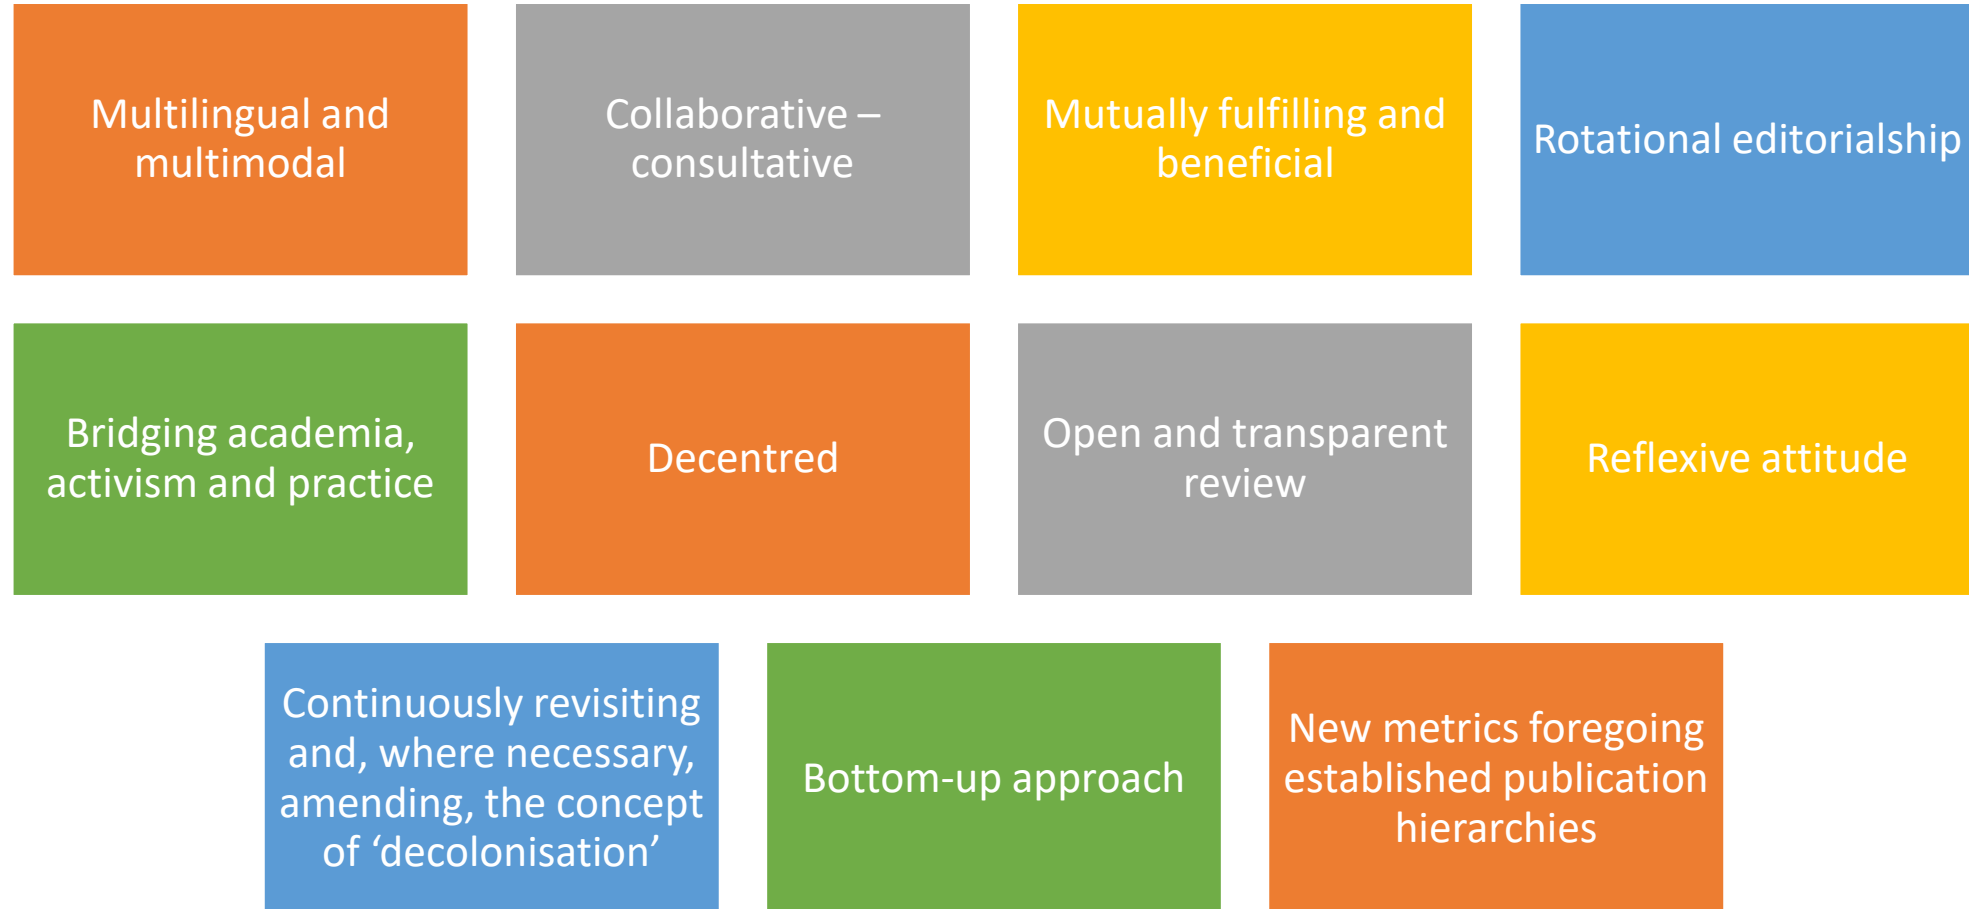 Multilingual and
multimodal
Collaborative –
consultative
Mutually fulfilling and
beneficial
Rotational editorialship
Bridging academia,
activism and practice
Decentred
Open and transparent
review
Reflexive attitude
Continuously revisiting
and, where necessary,
amending, the concept
of ‘decolonisation’
Bottom-up approach
New metrics foregoing
established publication
hierarchies